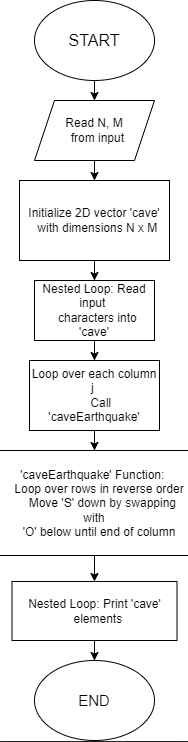 START
Read N, M
from input
Initialize 2D vector 'cave'
with dimensions N x M
Nested Loop: Read
input
characters into
'cave'
Loop over each column
j
Call
'caveEarthquake'
'caveEarthquake' Function:
Loop over rows in reverse order
Move 'S' down by swapping
with
'O' below until end of column
Nested Loop: Print 'cave'
elements
END